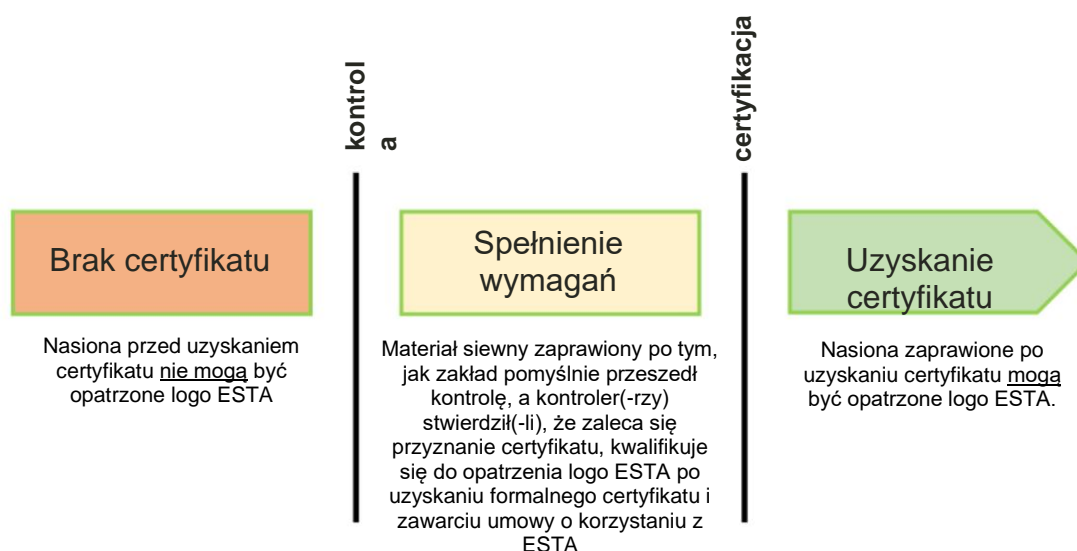 kontrol
a
certyfikacja
Brak certyfikatu
Nasiona przed uzyskaniem
certyfikatu nie mogą być
opatrzone logo ESTA
Spełnienie
wymagań
Materiał siewny zaprawiony po tym,
jak zakład pomyślnie przeszedł
kontrolę, a kontroler(-rzy)
stwierdził(-li), że zaleca się
przyznanie certyfikatu, kwalifikuje
się do opatrzenia logo ESTA po
uzyskaniu formalnego certyfikatu i
zawarciu umowy o korzystaniu z
ESTA
Uzyskanie
certyfikatu
Nasiona zaprawione po
uzyskaniu certyfikatu mogą
być opatrzone logo ESTA.